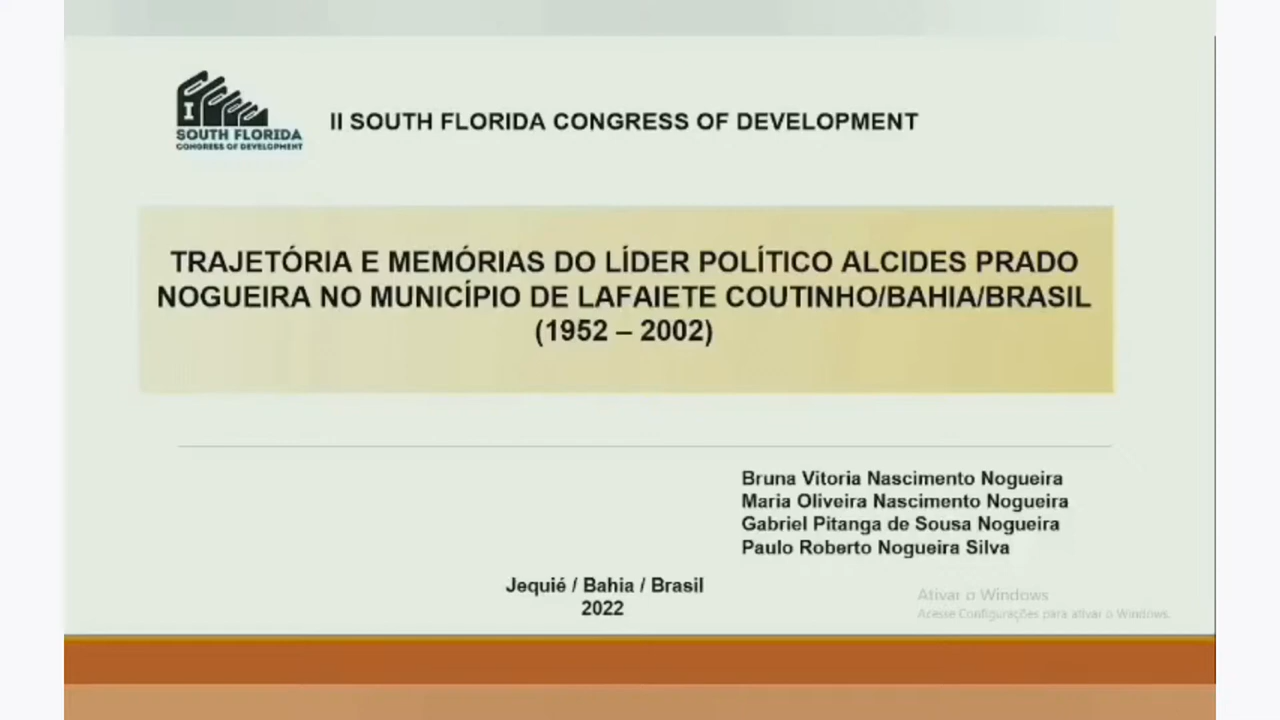 I
SOUTH FLORIDA
CONGRESS OF DEVELOPMENT
II SOUTH FLORIDA CONGRESS OF DEVELOPMENT
TRAJETÓRIA E MEMÓRIAS DO LÍDER POLÍTICO ALCIDES PRADO
NOGUEIRA NO MUNICÍPIO DE LAFAIETE COUTINHO/BAHIA/BRASIL
(1952 – 2002)
Bruna Vitoria Nascimento Nogueira
Maria Oliveira Nascimento Nogueira
Gabriel Pitanga de Sousa Nogueira
Paulo Roberto Nogueira Silva
Jequié / Bahia / Brasil
2022
Ativar o Windows
Acesse Configurações para ativar o Windows.